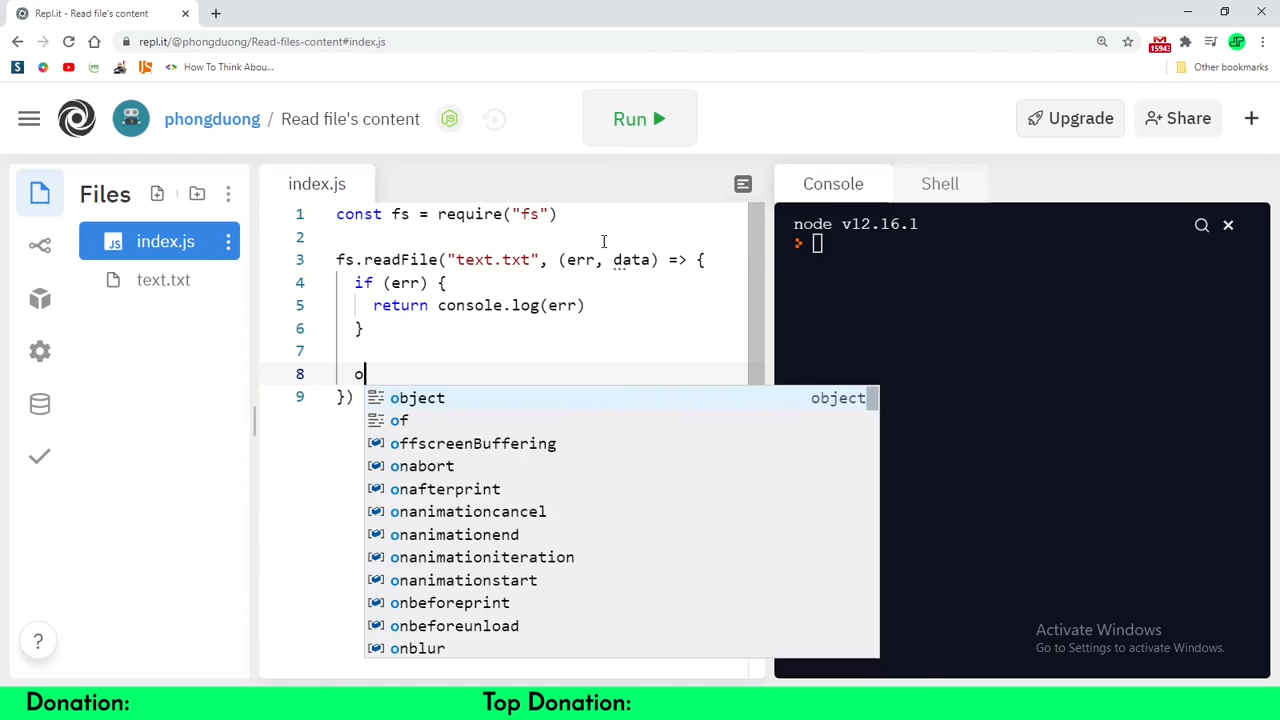 Repl.it - Read file's content
repl.it/@phongduong/Read-files-content#index.js
15943
How To Think Abou...
Other bookmarks
phongduong / Read file's content
Run
Upgrade
Share
Files
index.js
text.txt
index.js
1 const fs = require("fs")
2
3 fs.readFile("text.txt", (err, data) => {
4 if (err) {
5 return console.log(err)
6 }
7
8 o
9 })
object object
of
offscreenBuffering
onabort
onafterprint
onanimationcancel
onanimationend
onanimationiteration
onanimationstart
onbeforeprint
onbeforeunload
onblur
Console
Shell
node v12.16.1
Activate Windows
Go to Settings to activate Windows.
?
Donation:
Top Donation: